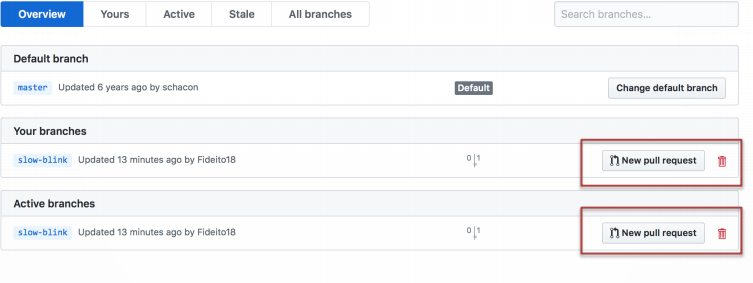 Overview Yours Active Stale All branches Search branches...
Default branch
master Updated 6 years ago by schacon Default Change default branch
Your branches
slow-blink Updated 13 minutes ago by Fideito18 0 1 New pull request
Active branches
slow-blink Updated 13 minutes ago by Fideito18 0 1 New pull request